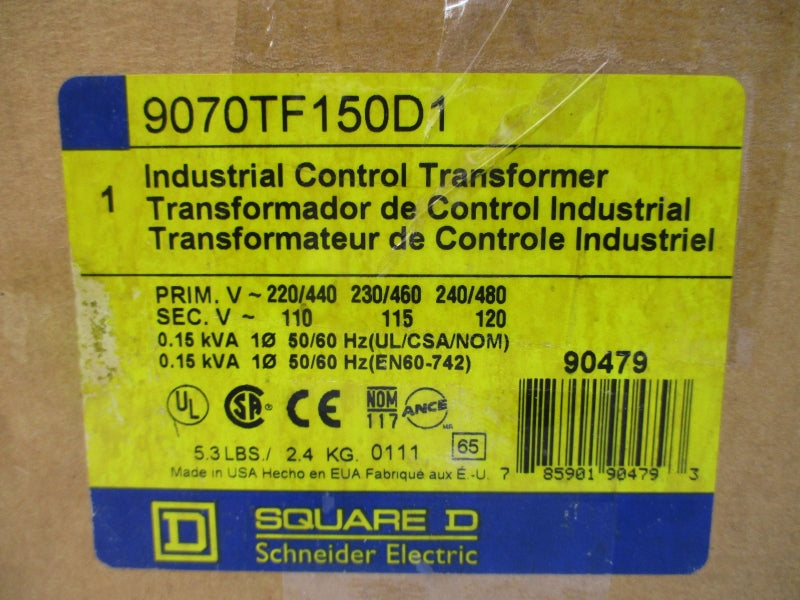 9070TF150D1
1
Industrial Control Transformer
Transformador de Control Industrial
Transformateur de Controle Industriel
PRIM. V ~ 220/440 230/460 240/480
SEC. V ~ 110 115 120
0.15 kVA 1Ø 50/60 Hz(UL/CSA/NOM)
0.15 kVA 1Ø 50/60 Hz(EN60-742)
90479
UL SA ® CE NOM 117 ANCE MR
5.3 LBS./ 2.4 KG. 0111 65
Made in USA Hecho en EUA Fabriqué aux É.-U.
7 85901 90479 3
D SQUARE D
Schneider Electric